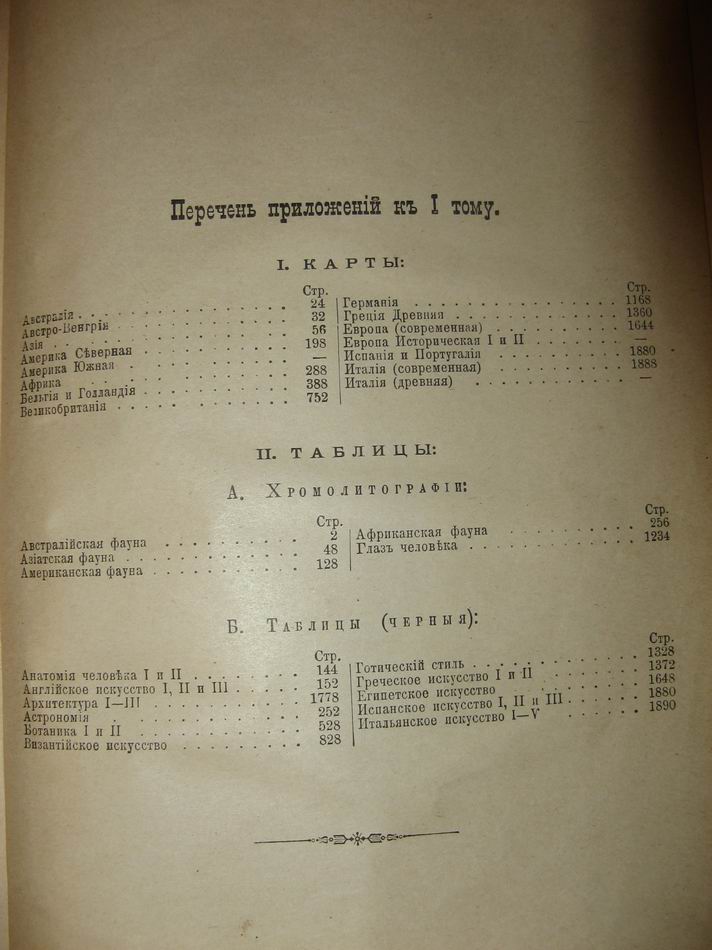 Перечень приложеній къ I тому.
I. КАРТЫ:
Стр.
Австралія . . . . . . . . . . 24
Австро-Венгрія . . . . . . . . . 32
Азія . . . . . . . . . . 56
Америка Сѣверная . . . . . . . . 198
Америка Южная . . . . . . . . —
Африка . . . . . . . . . 288
Бельгія и Голландія . . . . . . . . 388
Великобританія . . . . . . . . 752
Стр.
Германія . . . . . . . . . . 1168
Греція Древняя . . . . . . . . . 1360
Европа (современная) . . . . . . . . 1644
Европа Историческая I и II . . . . . . . —
Испанія и Португалія . . . . . . . . 1880
Италія (современная) . . . . . . . . 1888
Италія (древняя) . . . . . . . . —
II. ТАБЛИЦЫ:
А. Хромолитографіи:
Стр.
Австралійская фауна . . . . . . . . 2
Азіатская фауна . . . . . . . . 48
Американская фауна . . . . . . . . 128
Стр.
Африканская фауна . . . . . . . . 256
Глазъ человѣка . . . . . . . . 1234
Б. Таблицы (черныя):
Стр.
Анатомія человѣка I и II . . . . . . . 144
Англійское искусство I, II и III . . . . . 152
Архитектура I—III . . . . . . . . 1778
Астрономія . . . . . . . . 252
Ботаника I и II . . . . . . . . 528
Византійское искусство . . . . . . . . 828
Стр.
Готическій стиль . . . . . . . . 1328
Греческое искусство I и II . . . . . . . 1372
Египетское искусство . . . . . . . 1648
Испанское искусство I, II и III . . . . . 1880
Итальянское искусство I—V . . . . . 1890